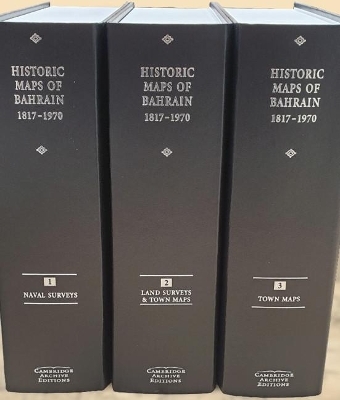 HISTORIC
MAPS OF
BAHRAIN
1817–1970
1
NAVAL SURVEYS
CAMBRIDGE
ARCHIVE
EDITIONS
HISTORIC
MAPS OF
BAHRAIN
1817–1970
2
LAND SURVEYS
& TOWN MAPS
CAMBRIDGE
ARCHIVE
EDITIONS
HISTORIC
MAPS OF
BAHRAIN
1817–1970
3
TOWN MAPS
CAMBRIDGE
ARCHIVE
EDITIONS